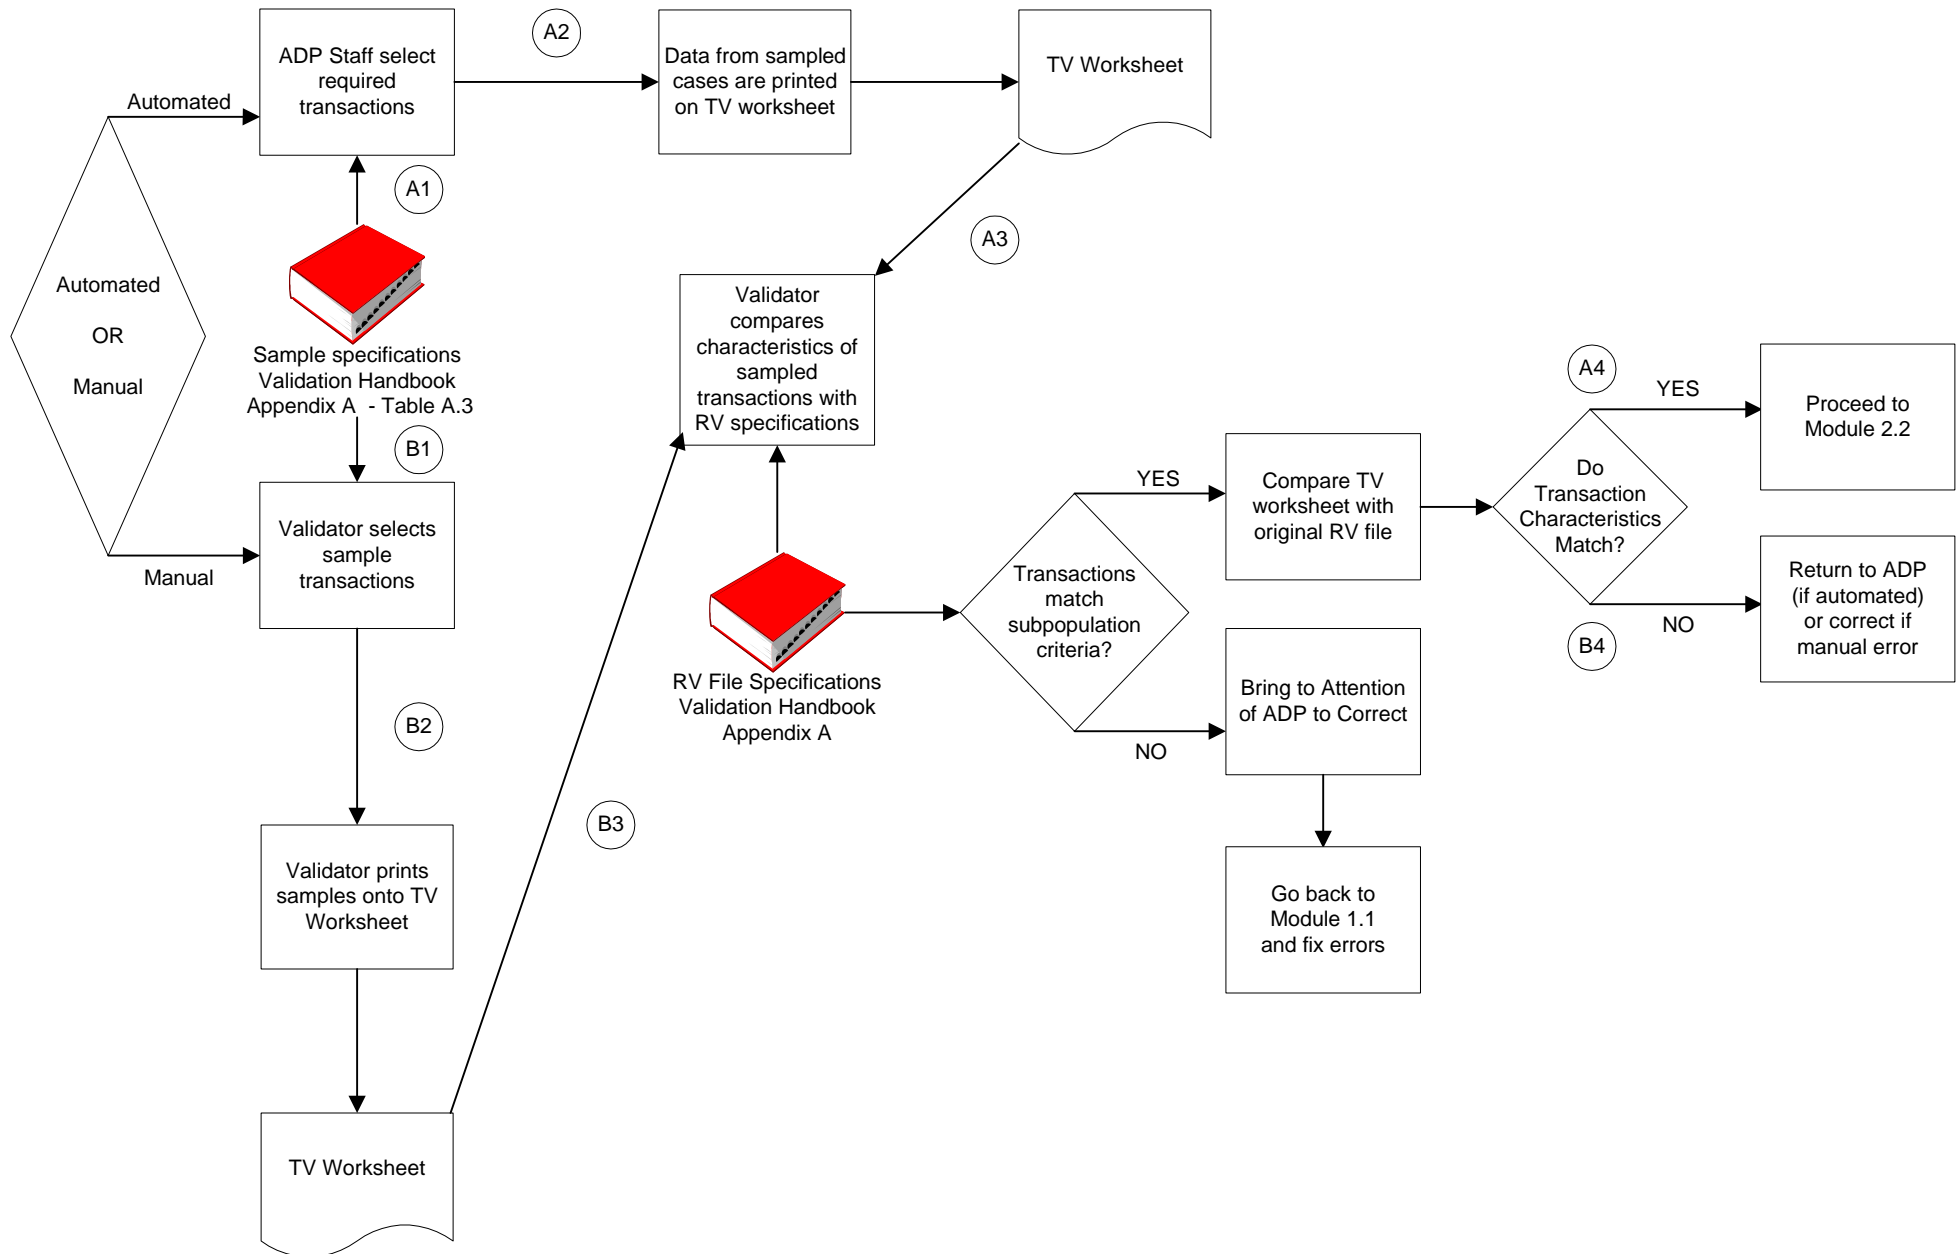 ADP Staff select
required
transactions
A2
Data from sampled
cases are printed
on TV worksheet
TV Worksheet
Automated
A1
A3
Automated
OR
Manual
Sample specifications
Validation Handbook
Appendix A  - Table A.3
B1
Validator
compares
characteristics of
sampled
transactions with
RV specifications
A4
YES
Proceed to
Module 2.2
YES
Compare TV
worksheet with
original RV file
Do
Transaction
Characteristics
Match?
Validator selects
sample
transactions
Manual
Transactions
match
subpopulation
criteria?
Return to ADP
(if automated)
or correct if
manual error
NO
B4
RV File Specifications
Validation Handbook
Appendix A
Bring to Attention
of ADP to Correct
NO
B2
B3
Validator prints
samples onto TV
Worksheet
Go back to
Module 1.1
and fix errors
TV Worksheet